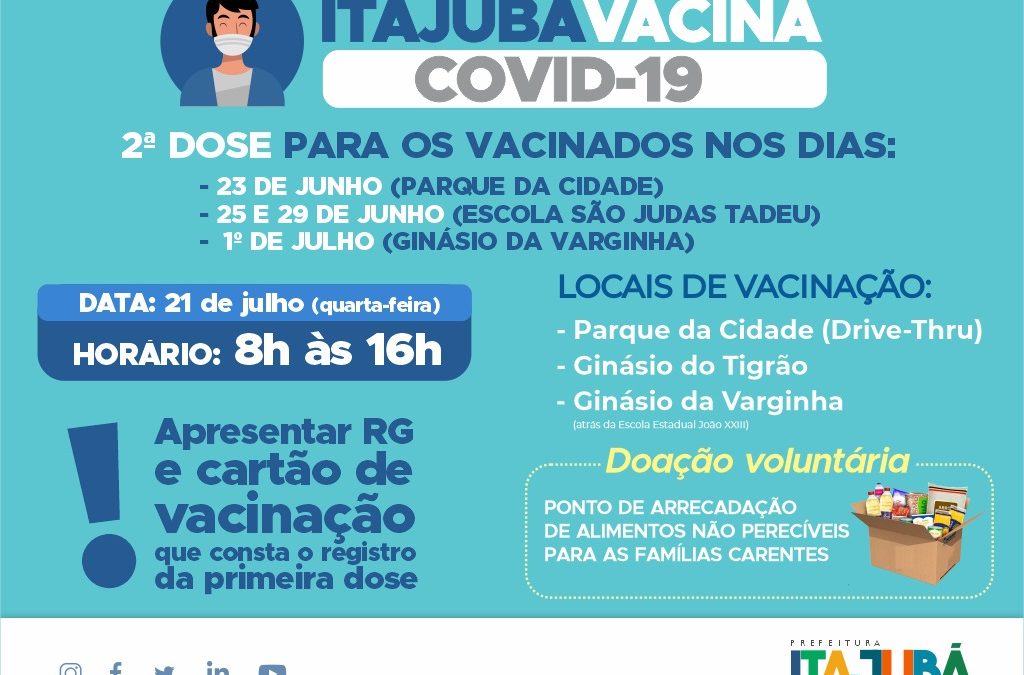 ITAJUBÁ VACINA
COVID-19
2ª DOSE PARA OS VACINADOS NOS DIAS:
- 23 DE JUNHO (PARQUE DA CIDADE)
- 25 E 29 DE JUNHO (ESCOLA SÃO JUDAS TADEU)
- 1º DE JULHO (GINÁSIO DA VARGINHA)
DATA: 21 de julho (quarta-feira)
HORÁRIO: 8h às 16h
! Apresentar RG
e cartão de
vacinação
que consta o registro
da primeira dose
LOCAIS DE VACINAÇÃO:
- Parque da Cidade (Drive-Thru)
- Ginásio do Tigrão
- Ginásio da Varginha
(atrás da Escola Estadual João XXIII)
Doação voluntária
PONTO DE ARRECADAÇÃO
DE ALIMENTOS NÃO PERECÍVEIS
PARA AS FAMÍLIAS CARENTES
PREFEITURA
ITAJUBÁ